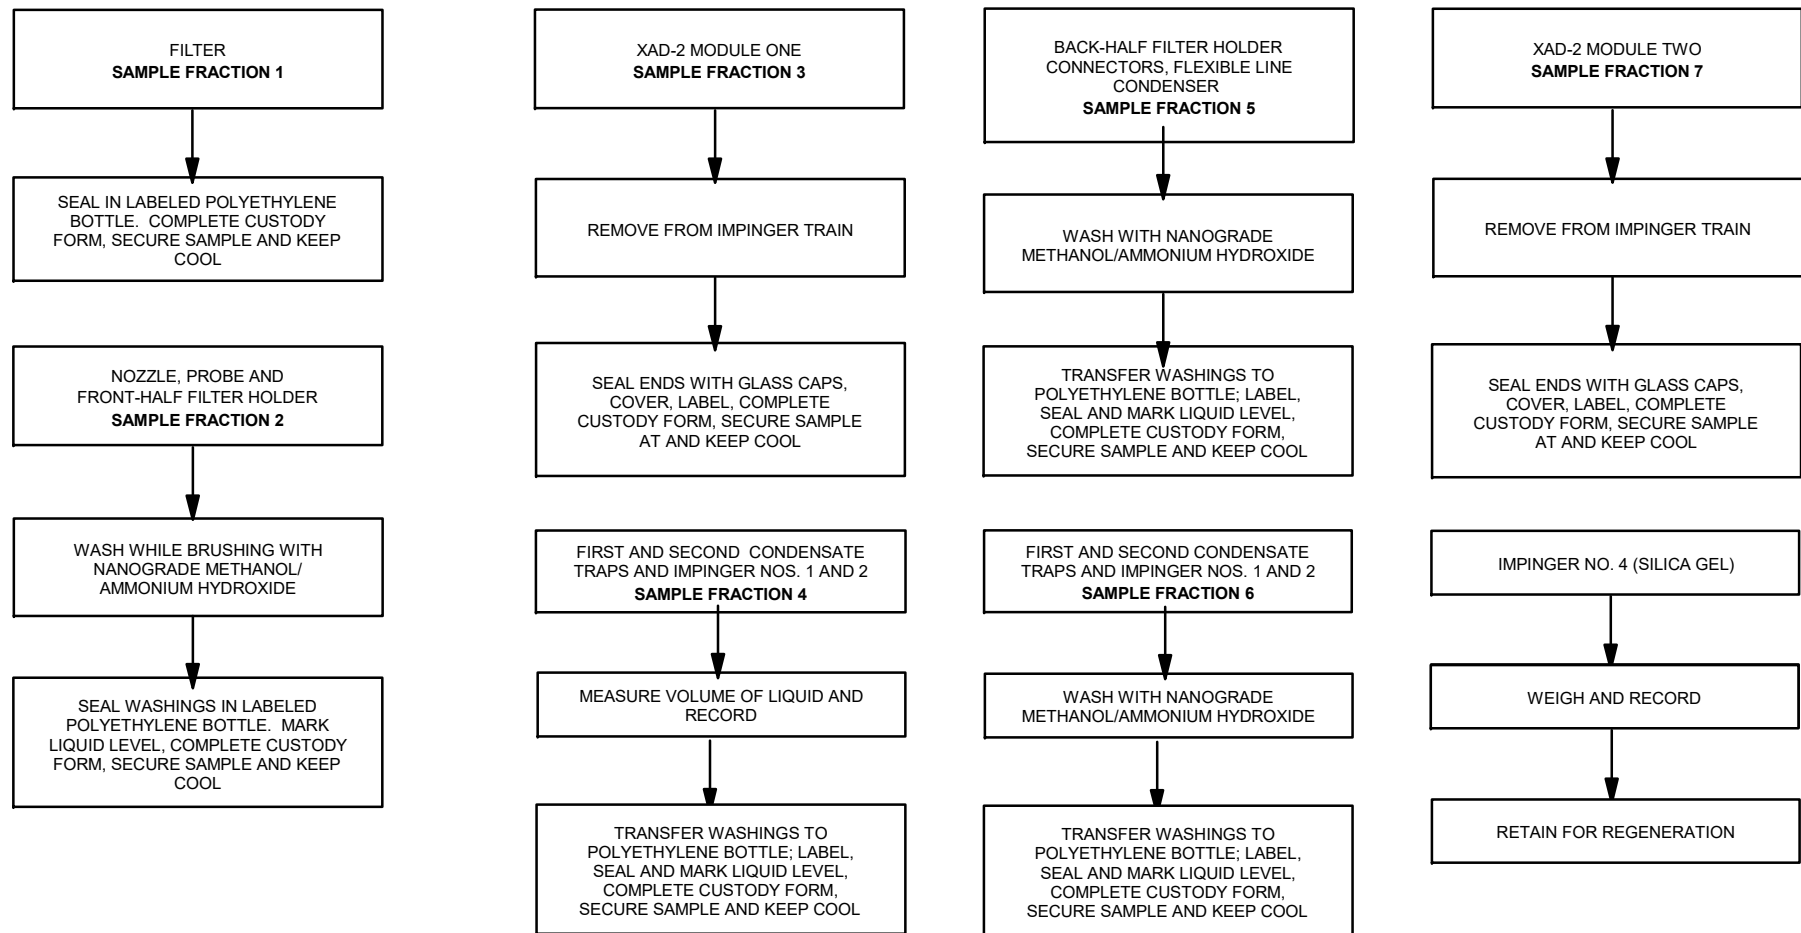 FILTER
SAMPLE FRACTION 1
SEAL IN LABELED POLYETHYLENE
BOTTLE.  COMPLETE CUSTODY
FORM, SECURE SAMPLE AND KEEP
COOL
NOZZLE, PROBE AND
FRONT-HALF FILTER HOLDER
SAMPLE FRACTION 2
WASH WHILE BRUSHING WITH
NANOGRADE METHANOL/
AMMONIUM HYDROXIDE
SEAL WASHINGS IN LABELED
POLYETHYLENE BOTTLE.  MARK
LIQUID LEVEL, COMPLETE CUSTODY
FORM, SECURE SAMPLE AND KEEP
COOL
XAD-2 MODULE ONE
SAMPLE FRACTION 3
REMOVE FROM IMPINGER TRAIN
SEAL ENDS WITH GLASS CAPS,
COVER, LABEL, COMPLETE
CUSTODY FORM, SECURE SAMPLE
AT AND KEEP COOL
FIRST AND SECOND  CONDENSATE
TRAPS AND IMPINGER NOS. 1 AND 2
SAMPLE FRACTION 4
MEASURE VOLUME OF LIQUID AND
RECORD
TRANSFER WASHINGS TO
POLYETHYLENE BOTTLE; LABEL,
SEAL AND MARK LIQUID LEVEL,
COMPLETE CUSTODY FORM,
SECURE SAMPLE AND KEEP COOL
BACK-HALF FILTER HOLDER
CONNECTORS, FLEXIBLE LINE
CONDENSER
SAMPLE FRACTION 5
WASH WITH NANOGRADE
METHANOL/AMMONIUM HYDROXIDE
TRANSFER WASHINGS TO
POLYETHYLENE BOTTLE; LABEL,
SEAL AND MARK LIQUID LEVEL,
COMPLETE CUSTODY FORM,
SECURE SAMPLE AND KEEP COOL
FIRST AND SECOND CONDENSATE
TRAPS AND IMPINGER NOS. 1 AND 2
SAMPLE FRACTION 6
WASH WITH NANOGRADE
METHANOL/AMMONIUM HYDROXIDE
TRANSFER WASHINGS TO
POLYETHYLENE BOTTLE; LABEL,
SEAL AND MARK LIQUID LEVEL,
COMPLETE CUSTODY FORM,
SECURE SAMPLE AND KEEP COOL
XAD-2 MODULE TWO
SAMPLE FRACTION 7
REMOVE FROM IMPINGER TRAIN
SEAL ENDS WITH GLASS CAPS,
COVER, LABEL, COMPLETE
CUSTODY FORM, SECURE SAMPLE
AT AND KEEP COOL
IMPINGER NO. 4 (SILICA GEL)
WEIGH AND RECORD
RETAIN FOR REGENERATION